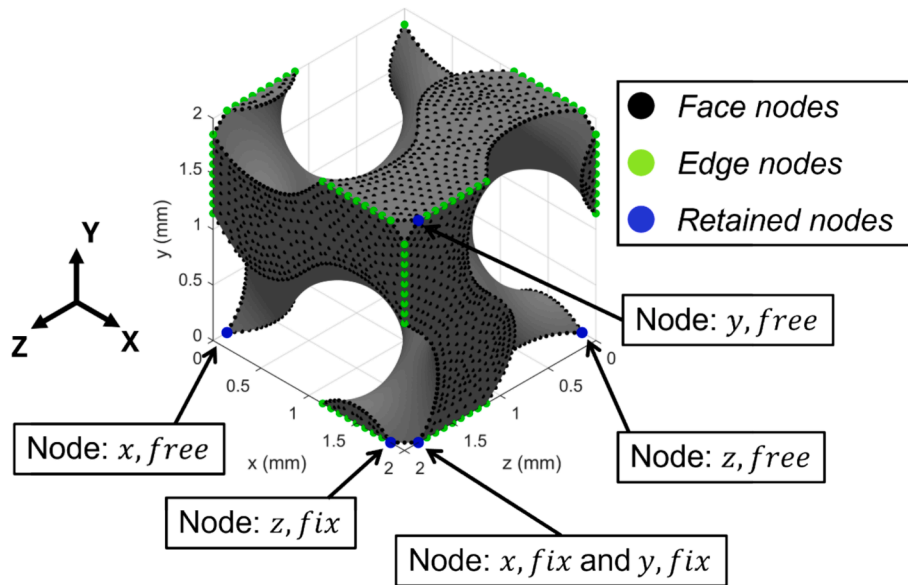 Face nodes
Edge nodes
Retained nodes
2
1.5
1
0.5
0
y (mm)
Y
Z
X
0
0.5
1
1.5
2
x (mm)
2
1.5
1
0.5
0
z (mm)
Node: y, free
Node: x, free
Node: z, free
Node: z, fix
Node: x, fix and y, fix